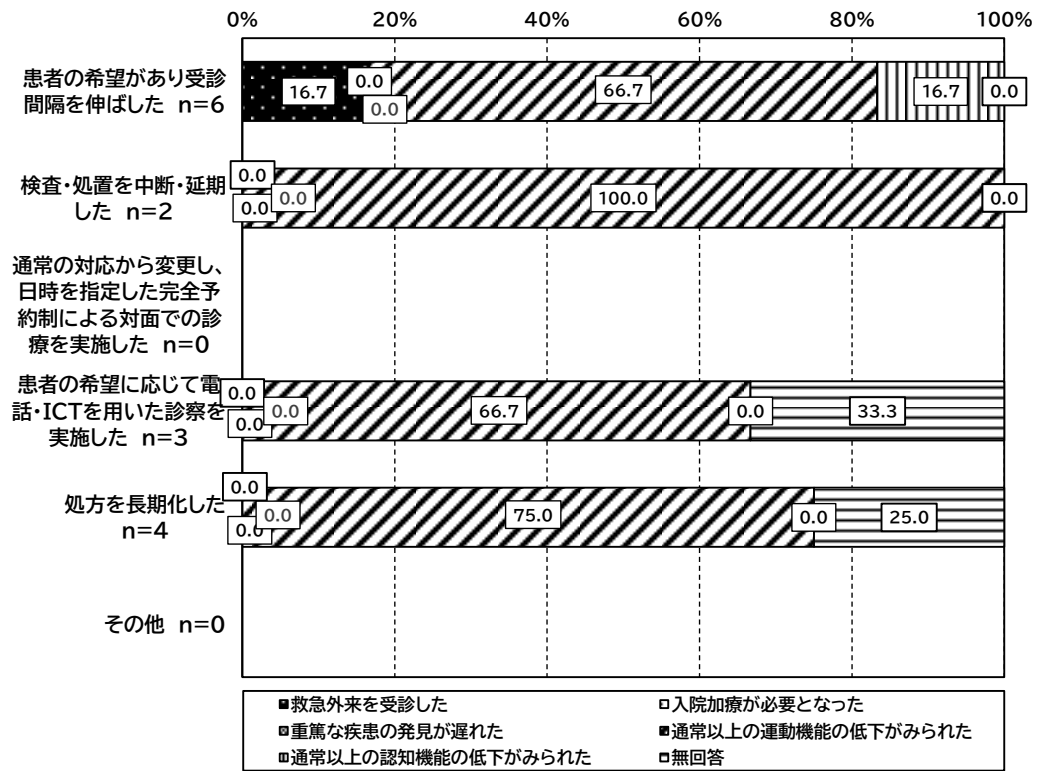 0% 20% 40% 60% 80% 100%
患者の希望があり受診
間隔を伸ばした n=6
16.7 0.0 0.0 66.7 16.7 0.0
検査・処置を中断・延期
した n=2
0.0 0.0 0.0 100.0 0.0
通常の対応から変更し、
日時を指定した完全予
約制による対面での診
療を実施した n=0
患者の希望に応じて電
話・ICTを用いた診察を
実施した n=3
0.0 0.0 0.0 66.7 0.0 33.3
処方を長期化した
n=4
0.0 0.0 0.0 75.0 0.0 25.0
その他 n=0
救急外来を受診した 入院加療が必要となった
重篤な疾患の発見が遅れた 通常以上の運動機能の低下がみられた
通常以上の認知機能の低下がみられた 無回答